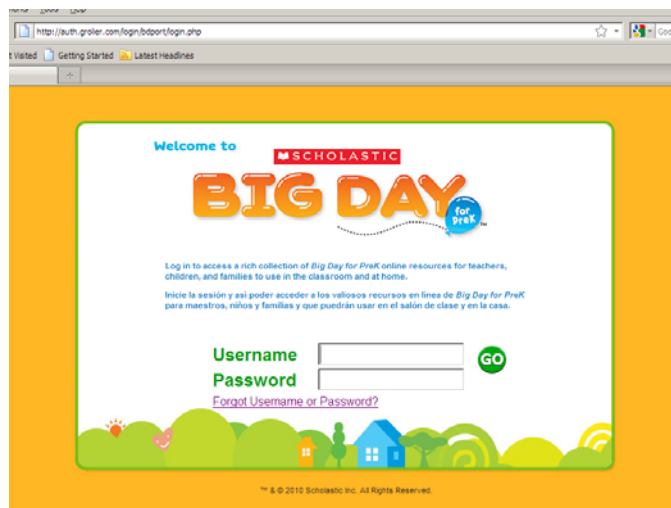 http://auth.grolier.com/login/bdport/login.php
Getting Started Latest Headlines
Welcome to
SCHOLASTIC
BIG DAY
for PreK ™
Log in to access a rich collection of Big Day for PreK online resources for teachers,
children, and families to use in the classroom and at home.
Inicie la sesión y así poder acceder a los valiosos recursos en línea de Big Day for PreK
para maestros, niños y familias y que puedrán usar en el salón de clase y en la casa.
Username
GO
Password
Forgot Username or Password?
™ & © 2010 Scholastic Inc. All Rights Reserved.